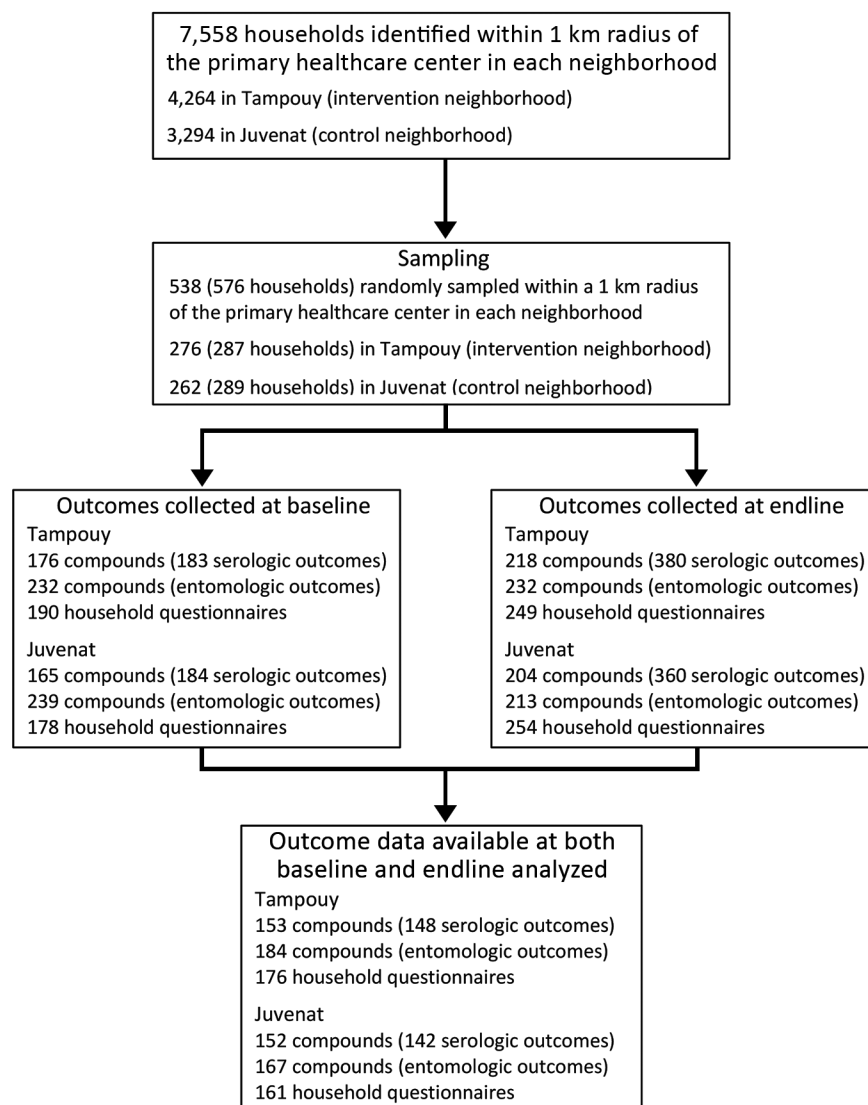 7,558 households identified within 1 km radius of
the primary healthcare center in each neighborhood
4,264 in Tampouy (intervention neighborhood)
3,294 in Juvenat (control neighborhood)
Sampling
538 (576 households) randomly sampled within a 1 km radius
of the primary healthcare center in each neighborhood
276 (287 households) in Tampouy (intervention neighborhood)
262 (289 households) in Juvenat (control neighborhood)
Outcomes collected at baseline
Tampouy
176 compounds (183 serologic outcomes)
232 compounds (entomologic outcomes)
190 household questionnaires
Juvenat
165 compounds (184 serologic outcomes)
239 compounds (entomologic outcomes)
178 household questionnaires
Outcomes collected at endline
Tampouy
218 compounds (380 serologic outcomes)
232 compounds (entomologic outcomes)
249 household questionnaires
Juvenat
204 compounds (360 serologic outcomes)
213 compounds (entomologic outcomes)
254 household questionnaires
Outcome data available at both
baseline and endline analyzed
Tampouy
153 compounds (148 serologic outcomes)
184 compounds (entomologic outcomes)
176 household questionnaires
Juvenat
152 compounds (142 serologic outcomes)
167 compounds (entomologic outcomes)
161 household questionnaires